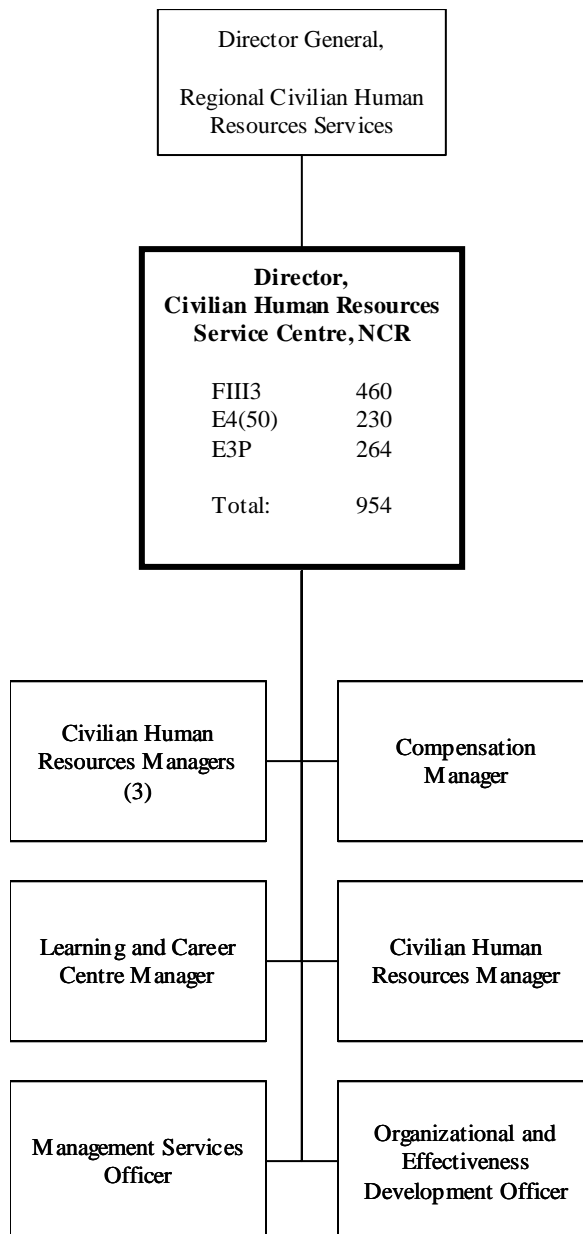 Director General,
Regional Civilian Human
Resources Services
Director,
Civilian Human Resources
Service Centre, NCR
FIII3 460
E4(50) 230
E3P 264
Total: 954
Civilian Human
Resources Managers
(3)
Compensation
Manager
Learning and Career
Centre Manager
Civilian Human
Resources Manager
Management Services
Officer
Organizational and
Effectiveness
Development Officer